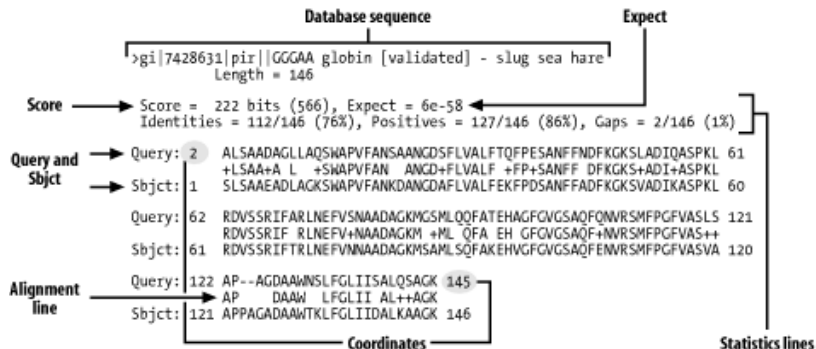 Database sequence
Expect
>gi|7428631|pir||GGGAA globin [validated] - slug sea hare
Length = 146
Score
Score = 222 bits (566), Expect = 6e-58
Identities = 112/146 (76%), Positives = 127/146 (86%), Gaps = 2/146 (1%)
Query and
Sbjct
Query: 2 ALSAADAGLLAQSWAPVFANSAANGDSFLVALFTQFPESANFFNDFKGKSLADIQASPKL 61
+LSAA+A L ++SWAPVFAN ANGD+FLVALF +FP+SANFF DFKGKS+ADI+ASPKL
Sbjct: 1 SLSAAEADLAGKSWAPVFANKDANGDAFLVALFEKFPDSANFFADFKGKSVADIKASPKL 60
Query: 62 RDVSSRIFARLNEFVSNAADAGKMGSMLQQFATEHAGFGVGSAQFQNVRSMFPGFVASLS 121
RDVSSRIF RLNEFV+NAADAGKM +ML QFA EH GFGVGSAQF+NVRSMFPGFVAS++
Sbjct: 61 RDVSSRIFTRLNEFVNNAADAGKMSAMLSQFAKEHVGFGVGSAQFENVRSMFPGFVASVA 120
Query: 122 AP--AGDAAWNSLFGLIISALQSAGK 145
Alignment
line
AP DAAW LFGLII AL++AGK
Sbjct: 121 APPAGADAAWTKLFGLIIDALKAAGK 146
Coordinates
Statistics lines